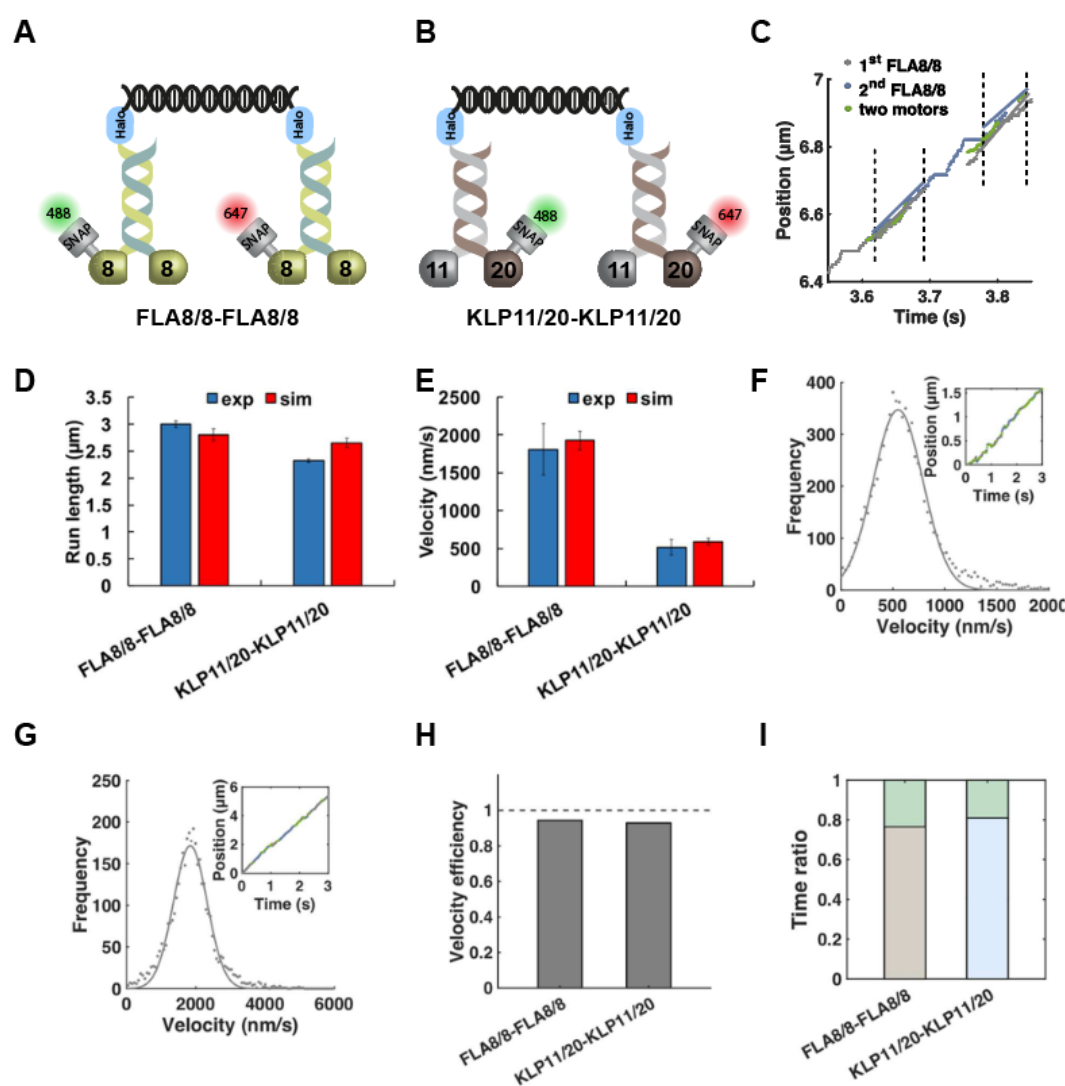 A
Halo
Halo
488
SNAP
647
SNAP
8
8
8
8
FLA8/8-FLA8/8
B
Halo
Halo
488
SNAP
647
SNAP
11
20
11
20
KLP11/20-KLP11/20
C
1st FLA8/8
2nd FLA8/8
two motors
Position (µm)
7
6.8
6.6
6.4
3.6
3.7
3.8
Time (s)
D
exp
sim
Run length (µm)
3.5
3
2.5
2
1.5
1
0.5
0
FLA8/8-FLA8/8
KLP11/20-KLP11/20
E
exp
sim
Velocity (nm/s)
2500
2000
1500
1000
500
0
FLA8/8-FLA8/8
KLP11/20-KLP11/20
F
Frequency
400
300
200
100
0
0
500
1000
1500
2000
Velocity (nm/s)
Position (µm)
1.5
1
0.5
0
0
1
2
3
Time (s)
G
Frequency
250
200
150
100
50
0
0
2000
4000
6000
Velocity (nm/s)
Position (µm)
6
4
2
0
0
1
2
3
Time (s)
H
Velocity efficiency
1
0.8
0.6
0.4
0.2
0
FLA8/8-FLA8/8
KLP11/20-KLP11/20
I
Time ratio
1
0.8
0.6
0.4
0.2
0
FLA8/8-FLA8/8
KLP11/20-KLP11/20